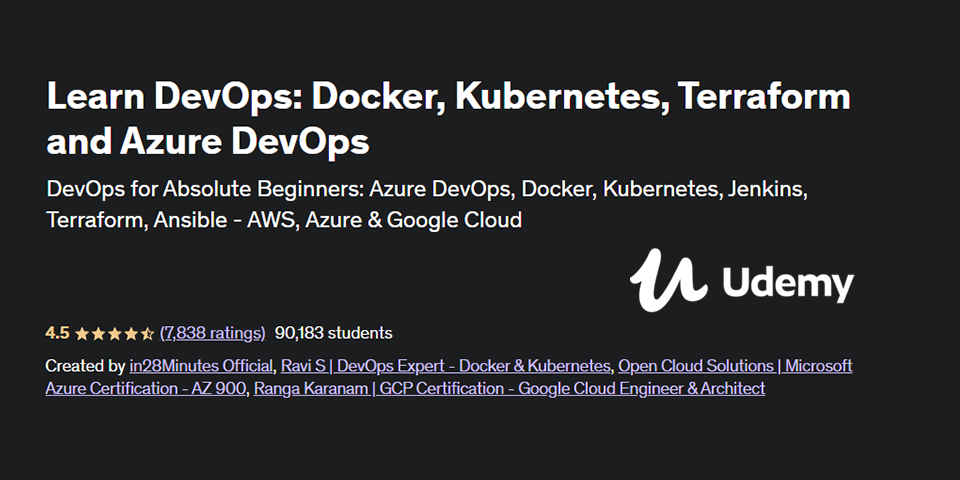 Learn DevOps: Docker, Kubernetes, Terraform
and Azure DevOps
DevOps for Absolute Beginners: Azure DevOps, Docker, Kubernetes, Jenkins,
Terraform, Ansible - AWS, Azure & Google Cloud
Udemy
4.5 (7,838 ratings) 90,183 students
Created by in28Minutes Official, Ravi S | DevOps Expert - Docker & Kubernetes, Open Cloud Solutions | Microsoft
Azure Certification - AZ 900, Ranga Karanam | GCP Certification - Google Cloud Engineer & Architect